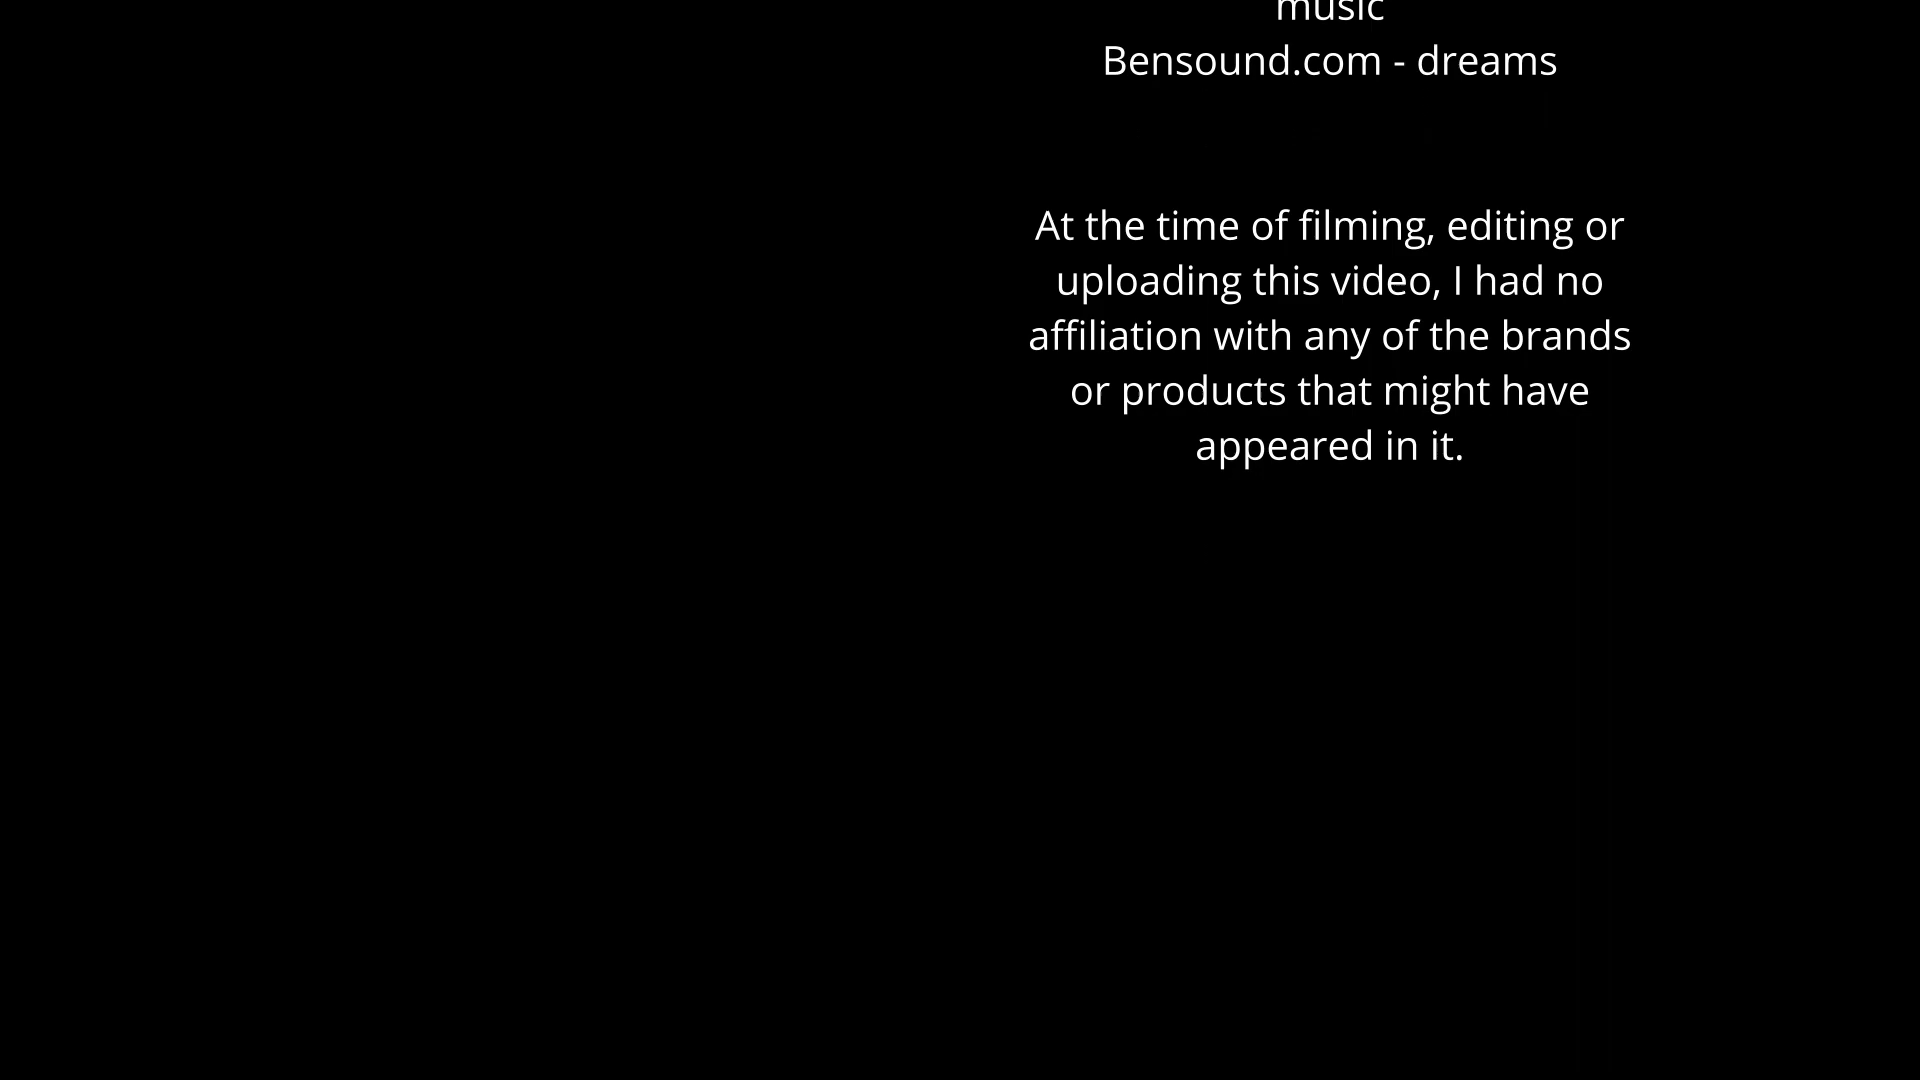 music
Bensound.com - dreams
At the time of filming, editing or
uploading this video, I had no
affiliation with any of the brands
or products that might have
appeared in it.